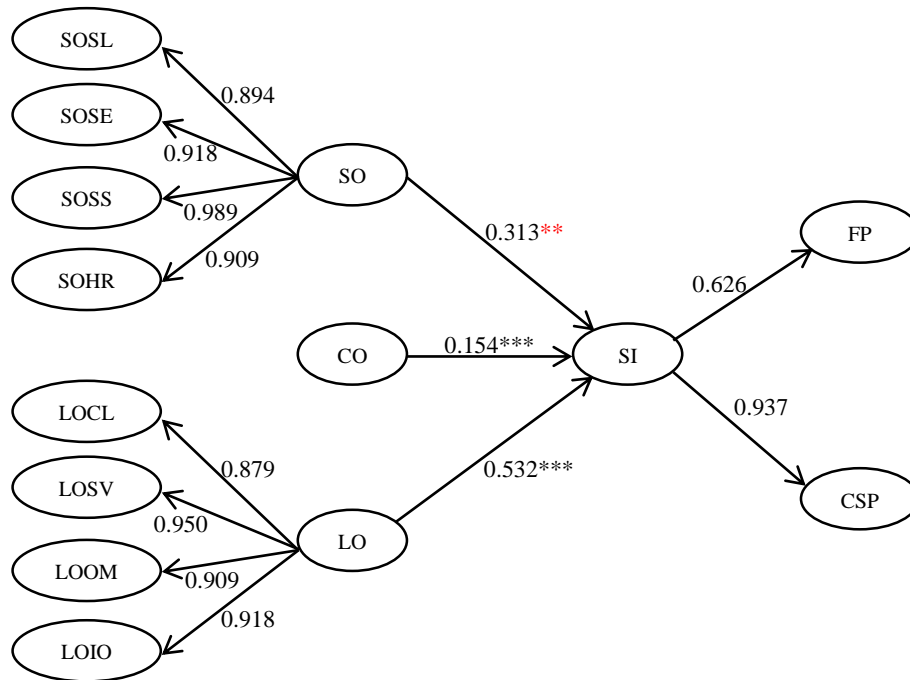 SOSL
0.894
SOSE
0.918
SOSS
0.989
SOHR
0.909
SO
0.313**
FP
0.626
CO
0.154***
SI
0.937
CSP
0.532***
LOCL
0.879
LOSV
0.950
LO
LOOM
0.909
0.918
LOIO